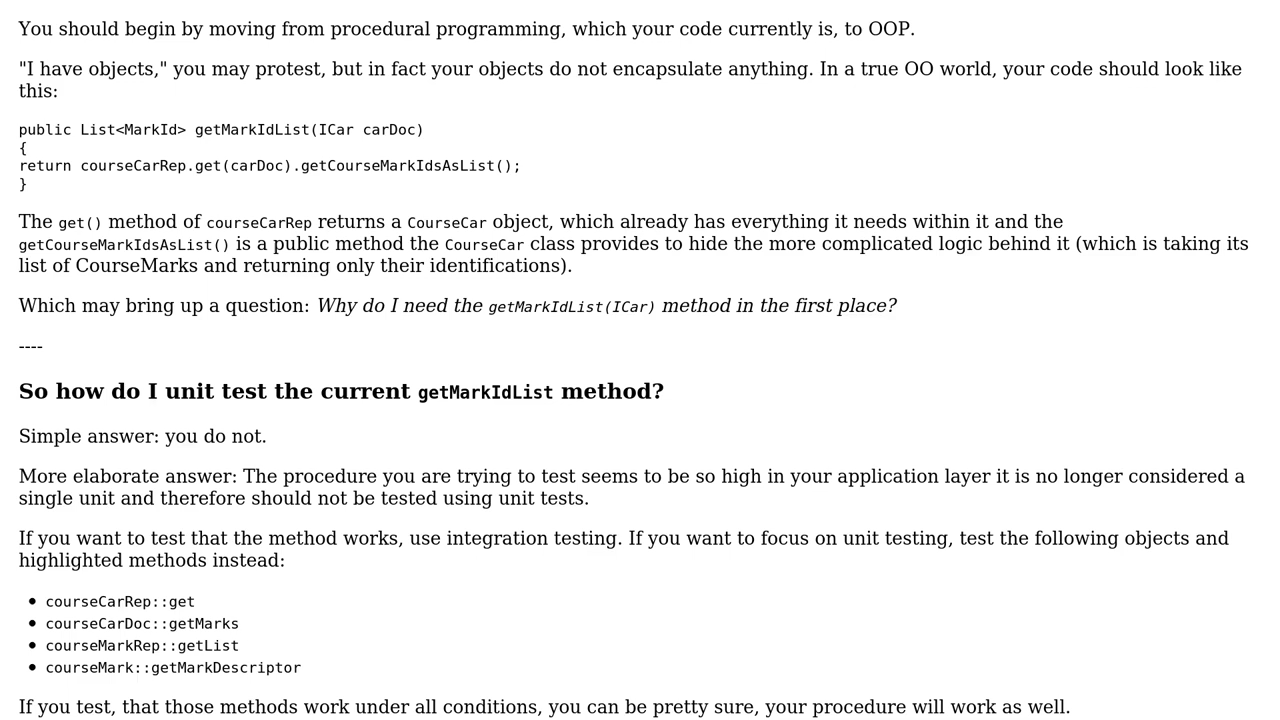 You should begin by moving from procedural programming, which your code currently is, to OOP.
"I have objects," you may protest, but in fact your objects do not encapsulate anything. In a true OO world, your code should look like
this:
public List<MarkId> getMarkIdList(ICar carDoc)
{
return courseCarRep.get(carDoc).getCourseMarkIdsAsList();
}
The get() method of courseCarRep returns a CourseCar object, which already has everything it needs within it and the
getCourseMarkIdsAsList() is a public method the CourseCar class provides to hide the more complicated logic behind it (which is taking its
list of CourseMarks and returning only their identifications).
Which may bring up a question: Why do I need the getMarkIdList(ICar) method in the first place?
----
So how do I unit test the current getMarkIdList method?
Simple answer: you do not.
More elaborate answer: The procedure you are trying to test seems to be so high in your application layer it is no longer considered a
single unit and therefore should not be tested using unit tests.
If you want to test that the method works, use integration testing. If you want to focus on unit testing, test the following objects and
highlighted methods instead:
• courseCarRep::get
• courseCarDoc::getMarks
• courseMarkRep::getList
• courseMark::getMarkDescriptor
If you test, that those methods work under all conditions, you can be pretty sure, your procedure will work as well.